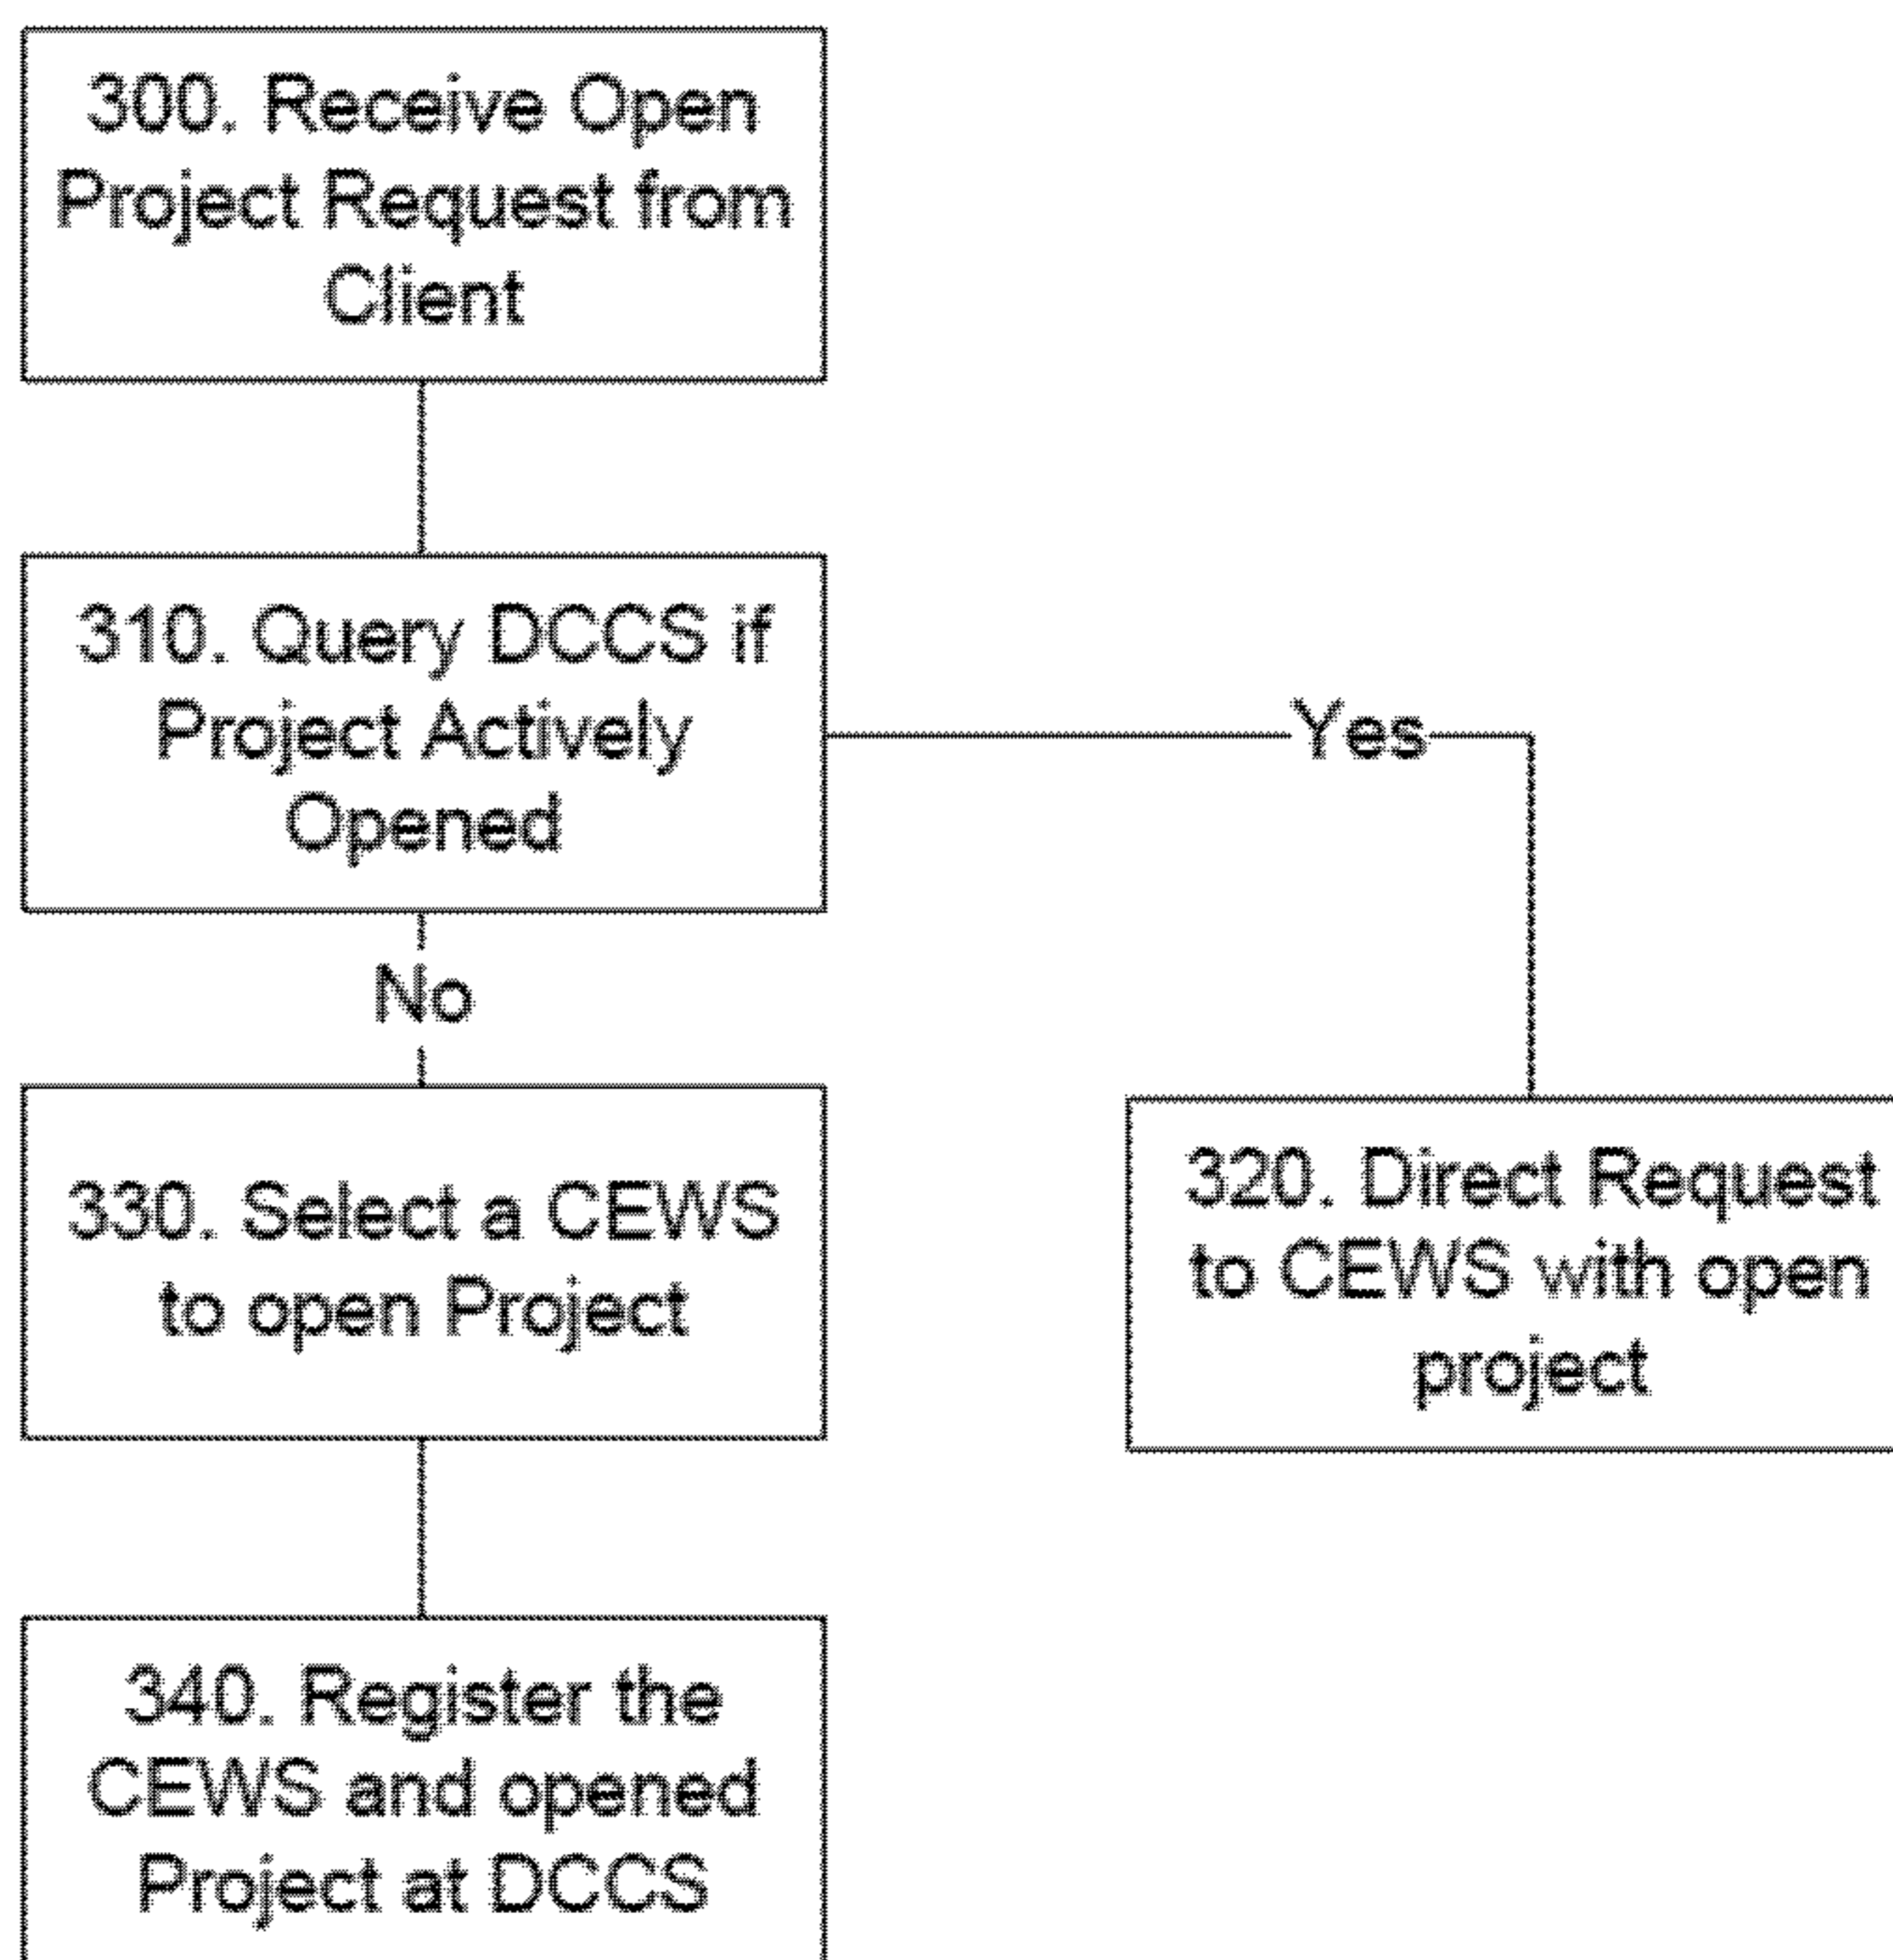 300. Receive Open
Project Request from
Client
310. Query DCCS if
Project Actively
Opened
Yes
No
330. Select a CEWS
to open Project
320. Direct Request
to CEWS with open
project
340. Register the
CEWS and opened
Project at DCCS